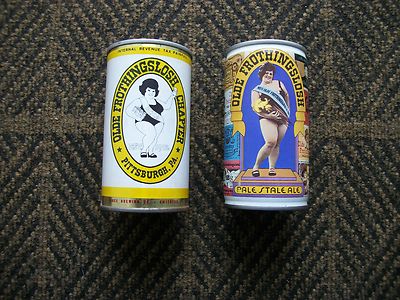 INTERNAL REVENUE TAX PAID
OLDE FROTHINGSLOSH CHAPTER
PITTSBURGH, PA.
OLDE FROTHINGSLOSH
PALE STALE ALE